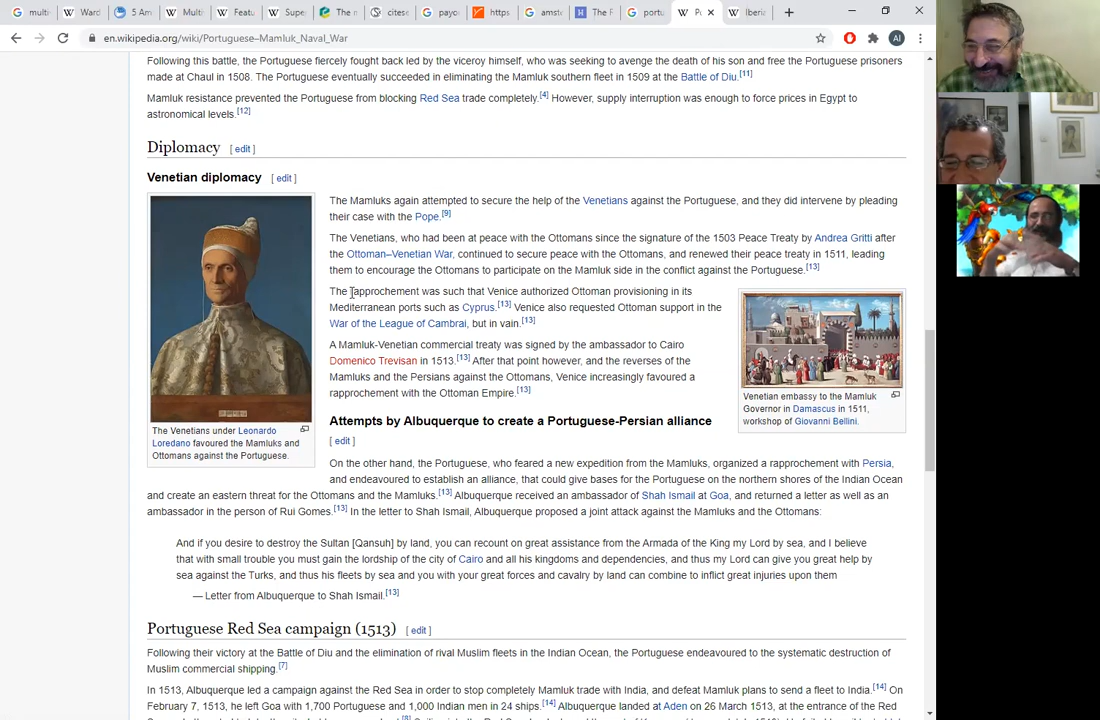 multi
Ward
5 Am
Multi
Featu
Supe
The n
citese
payo
https
amste
The F
portu
Po
Iberia
en.wikipedia.org/wiki/Portuguese–Mamluk_Naval_War
AI
Following this battle, the Portuguese fiercely fought back led by the viceroy himself, who was seeking to avenge the death of his son and free the Portuguese prisoners
made at Chaul in 1508. The Portuguese eventually succeeded in eliminating the Mamluk southern fleet in 1509 at the Battle of Diu.[11]
Mamluk resistance prevented the Portuguese from blocking Red Sea trade completely.[4] However, supply interruption was enough to force prices in Egypt to
astronomical levels.[12]
Diplomacy [ edit ]
Venetian diplomacy [ edit ]
The Mamluks again attempted to secure the help of the Venetians against the Portuguese, and they did intervene by pleading
their case with the Pope.[9]
The Venetians, who had been at peace with the Ottomans since the signature of the 1503 Peace Treaty by Andrea Gritti after
the Ottoman–Venetian War, continued to secure peace with the Ottomans, and renewed their peace treaty in 1511, leading
them to encourage the Ottomans to participate on the Mamluk side in the conflict against the Portuguese.[13]
The rapprochement was such that Venice authorized Ottoman provisioning in its
Mediterranean ports such as Cyprus.[13] Venice also requested Ottoman support in the
War of the League of Cambrai, but in vain.[13]
A Mamluk-Venetian commercial treaty was signed by the ambassador to Cairo
Domenico Trevisan in 1513.[13] After that point however, and the reverses of the
Mamluks and the Persians against the Ottomans, Venice increasingly favoured a
rapprochement with the Ottoman Empire.[13]
The Venetians under Leonardo
Loredano favoured the Mamluks and
Ottomans against the Portuguese.
Venetian embassy to the Mamluk
Governor in Damascus in 1511,
workshop of Giovanni Bellini.
Attempts by Albuquerque to create a Portuguese-Persian alliance
[ edit ]
On the other hand, the Portuguese, who feared a new expedition from the Mamluks, organized a rapprochement with Persia,
and endeavoured to establish an alliance, that could give bases for the Portuguese on the northern shores of the Indian Ocean
and create an eastern threat for the Ottomans and the Mamluks.[13] Albuquerque received an ambassador of Shah Ismail at Goa, and returned a letter as well as an
ambassador in the person of Rui Gomes.[13] In the letter to Shah Ismail, Albuquerque proposed a joint attack against the Mamluks and the Ottomans:
And if you desire to destroy the Sultan [Qansuh] by land, you can recount on great assistance from the Armada of the King my Lord by sea, and I believe
that with small trouble you must gain the lordship of the city of Cairo and all his kingdoms and dependencies, and thus my Lord can give you great help by
sea against the Turks, and thus his fleets by sea and you with your great forces and cavalry by land can combine to inflict great injuries upon them
— Letter from Albuquerque to Shah Ismail.[13]
Portuguese Red Sea campaign (1513) [ edit ]
Following their victory at the Battle of Diu and the elimination of rival Muslim fleets in the Indian Ocean, the Portuguese endeavoured to the systematic destruction of
Muslim commercial shipping.[7]
In 1513, Albuquerque led a campaign against the Red Sea in order to stop completely Mamluk trade with India, and defeat Mamluk plans to send a fleet to India.[14] On
February 7, 1513, he left Goa with 1,700 Portuguese and 1,000 Indian men in 24 ships.[14] Albuquerque landed at Aden on 26 March 1513, at the entrance of the Red